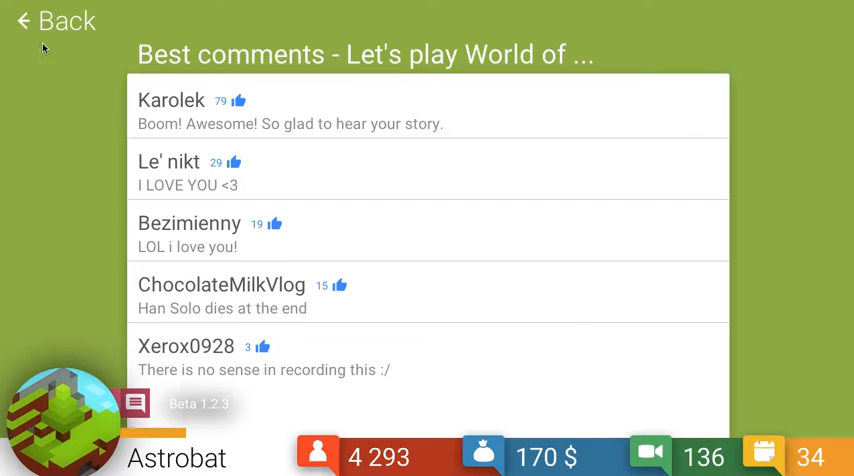 Back
Best comments - Let's play World of ...
Karolek 79
Boom! Awesome! So glad to hear your story.
Le' nikt 29
I LOVE YOU <3
Bezimienny 19
LOL i love you!
ChocolateMilkVlog 15
Han Solo dies at the end
Xerox0928 3
There is no sense in recording this :/
Beta 1.2.3
Astrobat 4 293 170 $ 136 34